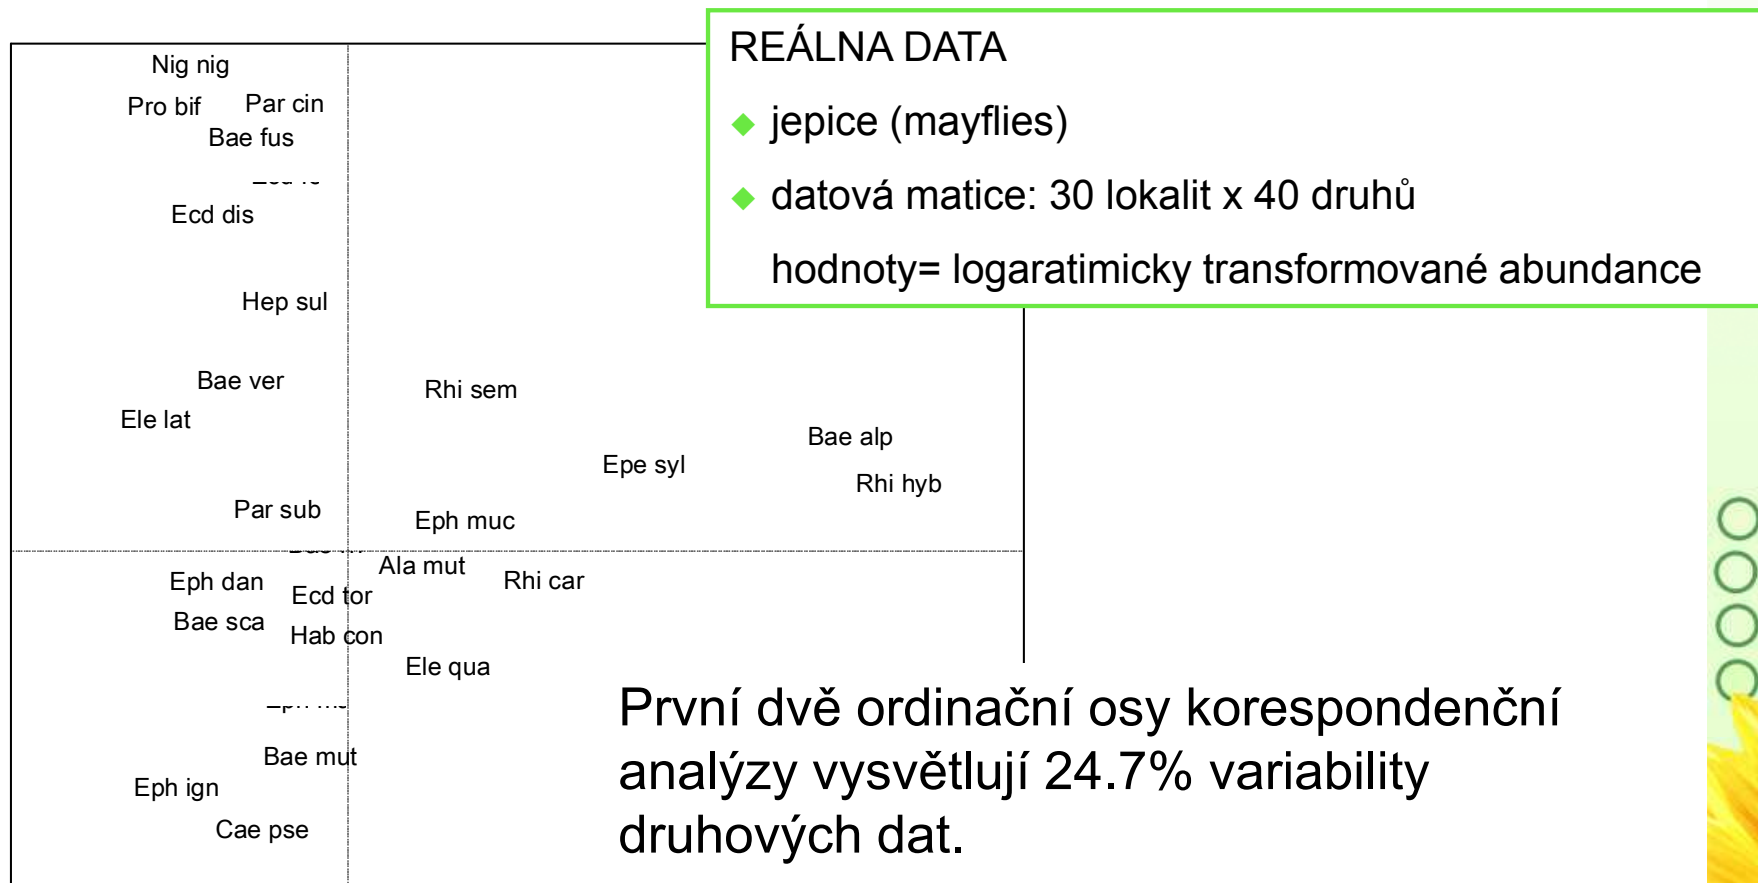 REÁLNA DATA
jepice (mayflies)
datová matice: 30 lokalit x 40 druhů
hodnoty= logaratimicky transformované abundance
Nig nig
Pro bif
Par cin
Bae fus
Ecd dis
Hep sul
Bae ver
Rhi sem
Ele lat
Bae alp
Epe syl
Rhi hyb
Par sub
Eph muc
Ala mut
Eph dan
Rhi car
Ecd tor
Bae sca
Hab con
Ele qua
Bae mut
Eph ign
Cae pse
První dvě ordinační osy korespondenční
analýzy vysvětlují 24.7% variability
druhových dat.